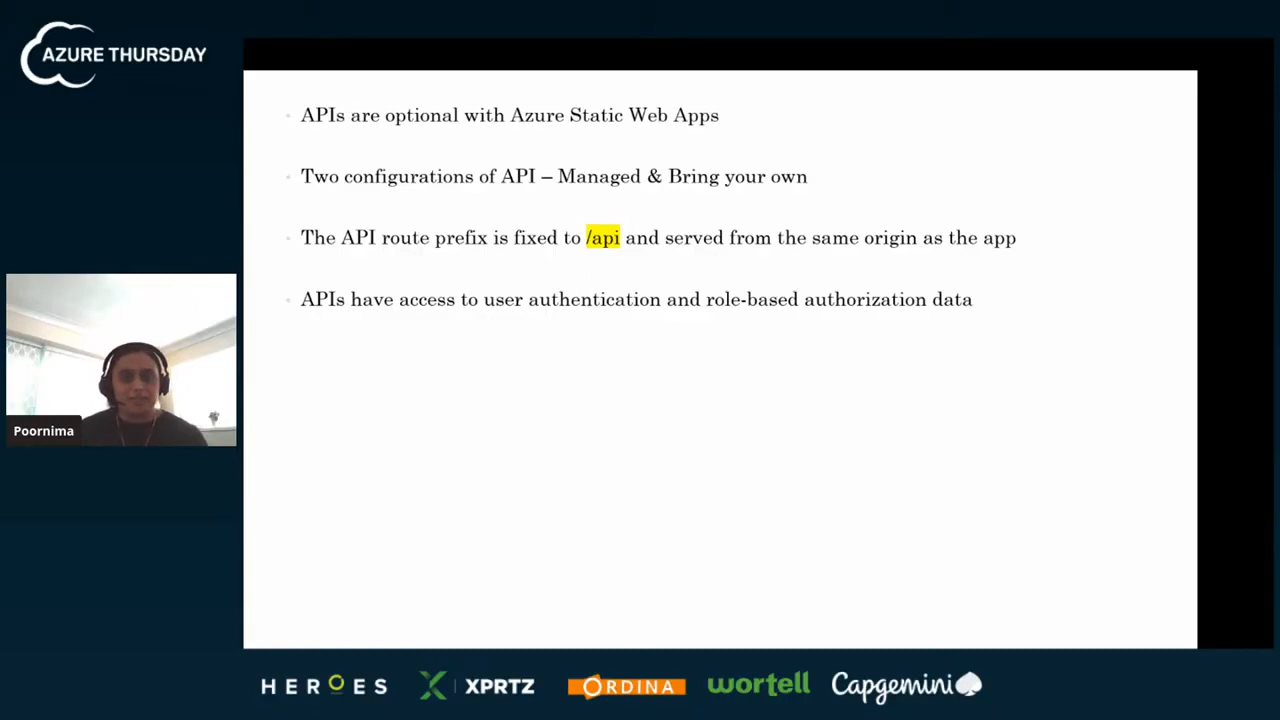 AZURE THURSDAY
APIs are optional with Azure Static Web Apps
Two configurations of API – Managed & Bring your own
The API route prefix is fixed to /api and served from the same origin as the app
APIs have access to user authentication and role-based authorization data
Poornima
HEROES
XPRTZ
ORDINA
wortell
Capgemini